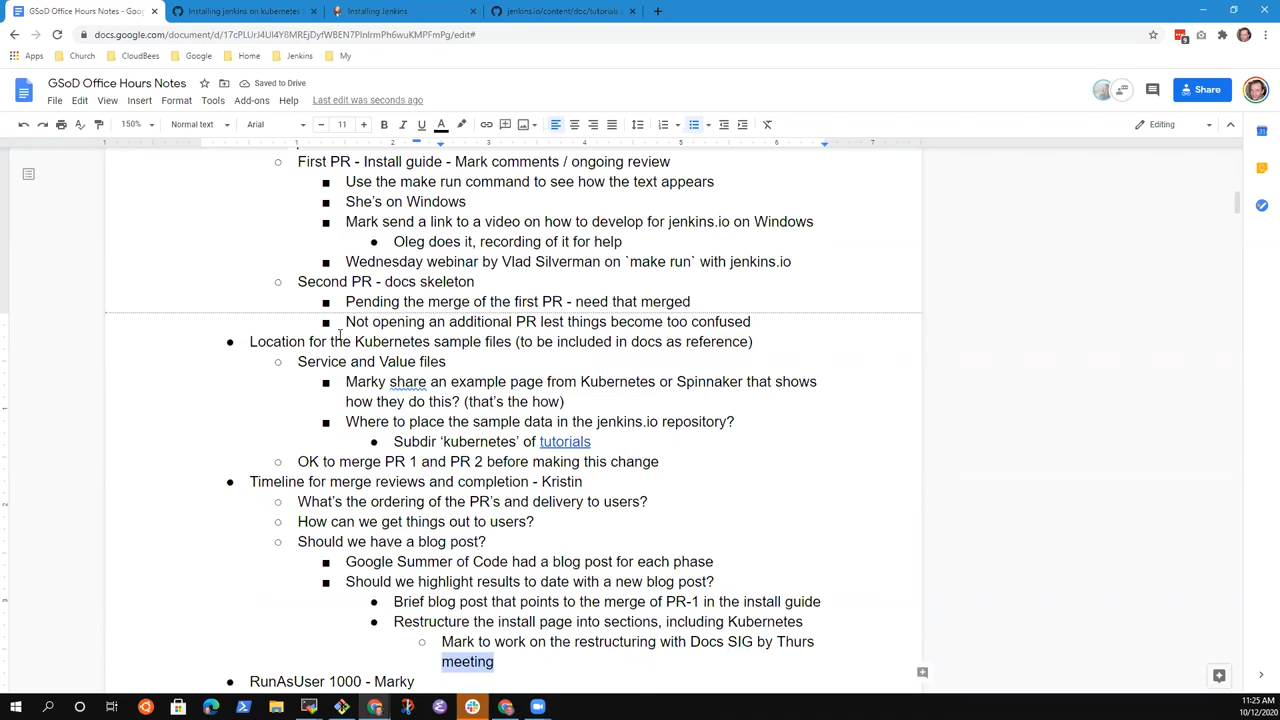 GSoD Office Hours Notes - Goog
Installing jenkins on kubernetes
Installing Jenkins
jenkins.io/content/doc/tutorials
docs.google.com/document/d/17cPLUrJ4UI4Y8MREjDyfWBEN7PInIrmPh6wuKMPFmPg/edit#
Apps
Church
CloudBees
Google
Home
Jenkins
My
GSoD Office Hours Notes
Saved to Drive
Share
File Edit View Insert Format Tools Add-ons Help Last edit was seconds ago
150% Normal text Arial 11 Editing
1 1 2 3 4 5 6 7
First PR - Install guide - Mark comments / ongoing review
Use the make run command to see how the text appears
She's on Windows
Mark send a link to a video on how to develop for jenkins.io on Windows
Oleg does it, recording of it for help
Wednesday webinar by Vlad Silverman on `make run` with jenkins.io
Second PR - docs skeleton
Pending the merge of the first PR - need that merged
Not opening an additional PR lest things become too confused
Location for the Kubernetes sample files (to be included in docs as reference)
Service and Value files
Marky share an example page from Kubernetes or Spinnaker that shows
how they do this? (that's the how)
Where to place the sample data in the jenkins.io repository?
Subdir 'kubernetes' of tutorials
OK to merge PR 1 and PR 2 before making this change
Timeline for merge reviews and completion - Kristin
What's the ordering of the PR's and delivery to users?
How can we get things out to users?
Should we have a blog post?
Google Summer of Code had a blog post for each phase
Should we highlight results to date with a new blog post?
Brief blog post that points to the merge of PR-1 in the install guide
Restructure the install page into sections, including Kubernetes
Mark to work on the restructuring with Docs SIG by Thurs
meeting
RunAsUser 1000 - Marky
11:25 AM
10/12/2020